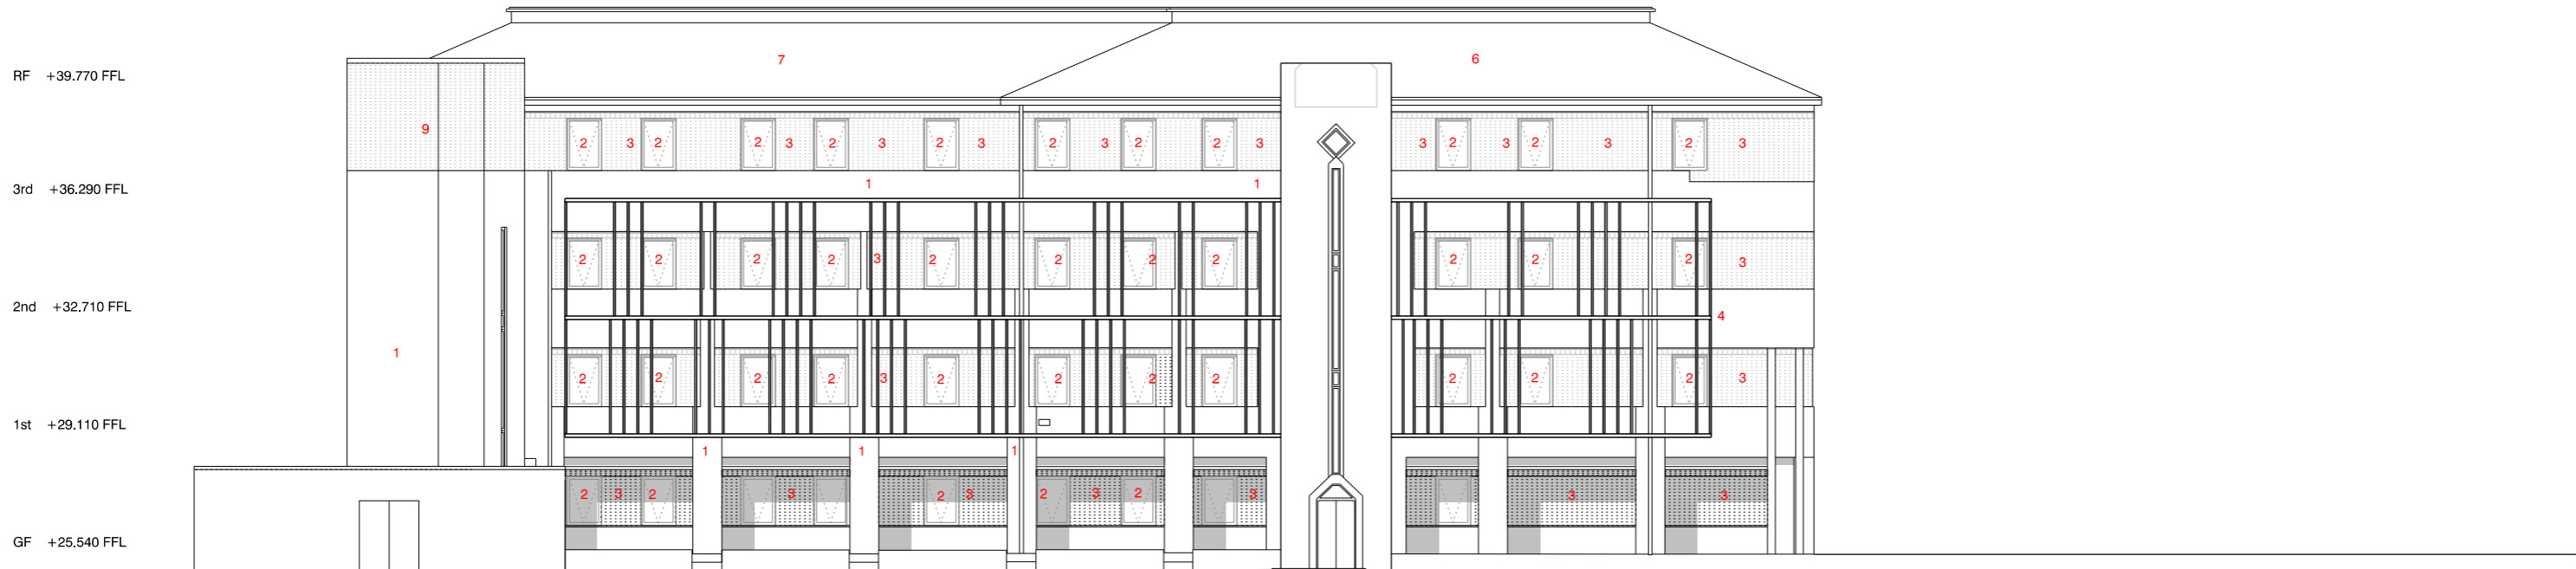 7 6
RF +39.770 FFL
9
2 3 2 2 3 2 3 2 3 2 3 2 2 3 3 2 3 2 3 2 3
3rd +36.290 FFL
1 1
2 2 2 2 3 2 2 2 2 2 2 2 3
2nd +32.710 FFL
4
1
2 2 2 2 3 2 2 2 2 2 2 2 3
1st +29.110 FFL
1 1 1
2 3 2 3 2 3 2 3 2 3 3 3
GF +25.540 FFL